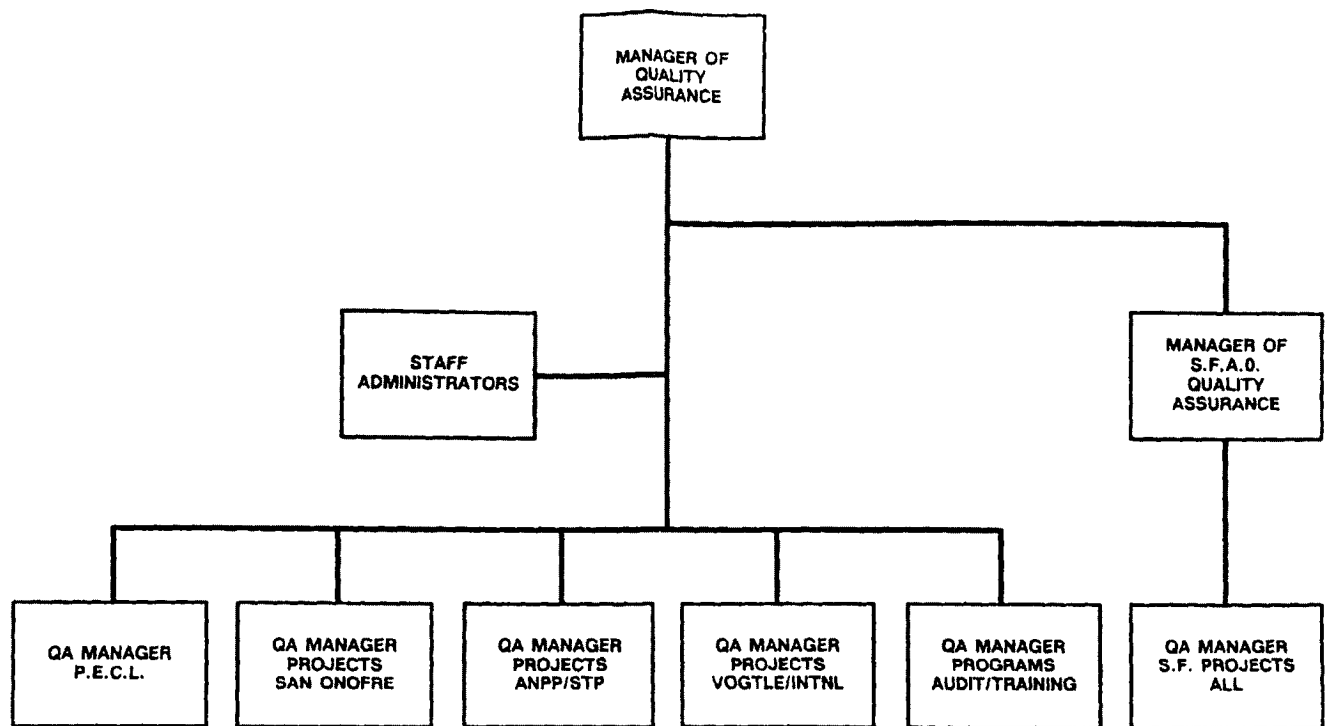 MANAGER OF
QUALITY
ASSURANCE
STAFF
ADMINISTRATORS
MANAGER OF
S.F.A.O.
QUALITY
ASSURANCE
QA MANAGER
P.E.C.L.
QA MANAGER
PROJECTS
SAN ONOFRE
QA MANAGER
PROJECTS
ANPP/STP
QA MANAGER
PROJECTS
VOGTLE/INTNL
QA MANAGER
PROGRAMS
AUDIT/TRAINING
QA MANAGER
S.F. PROJECTS
ALL